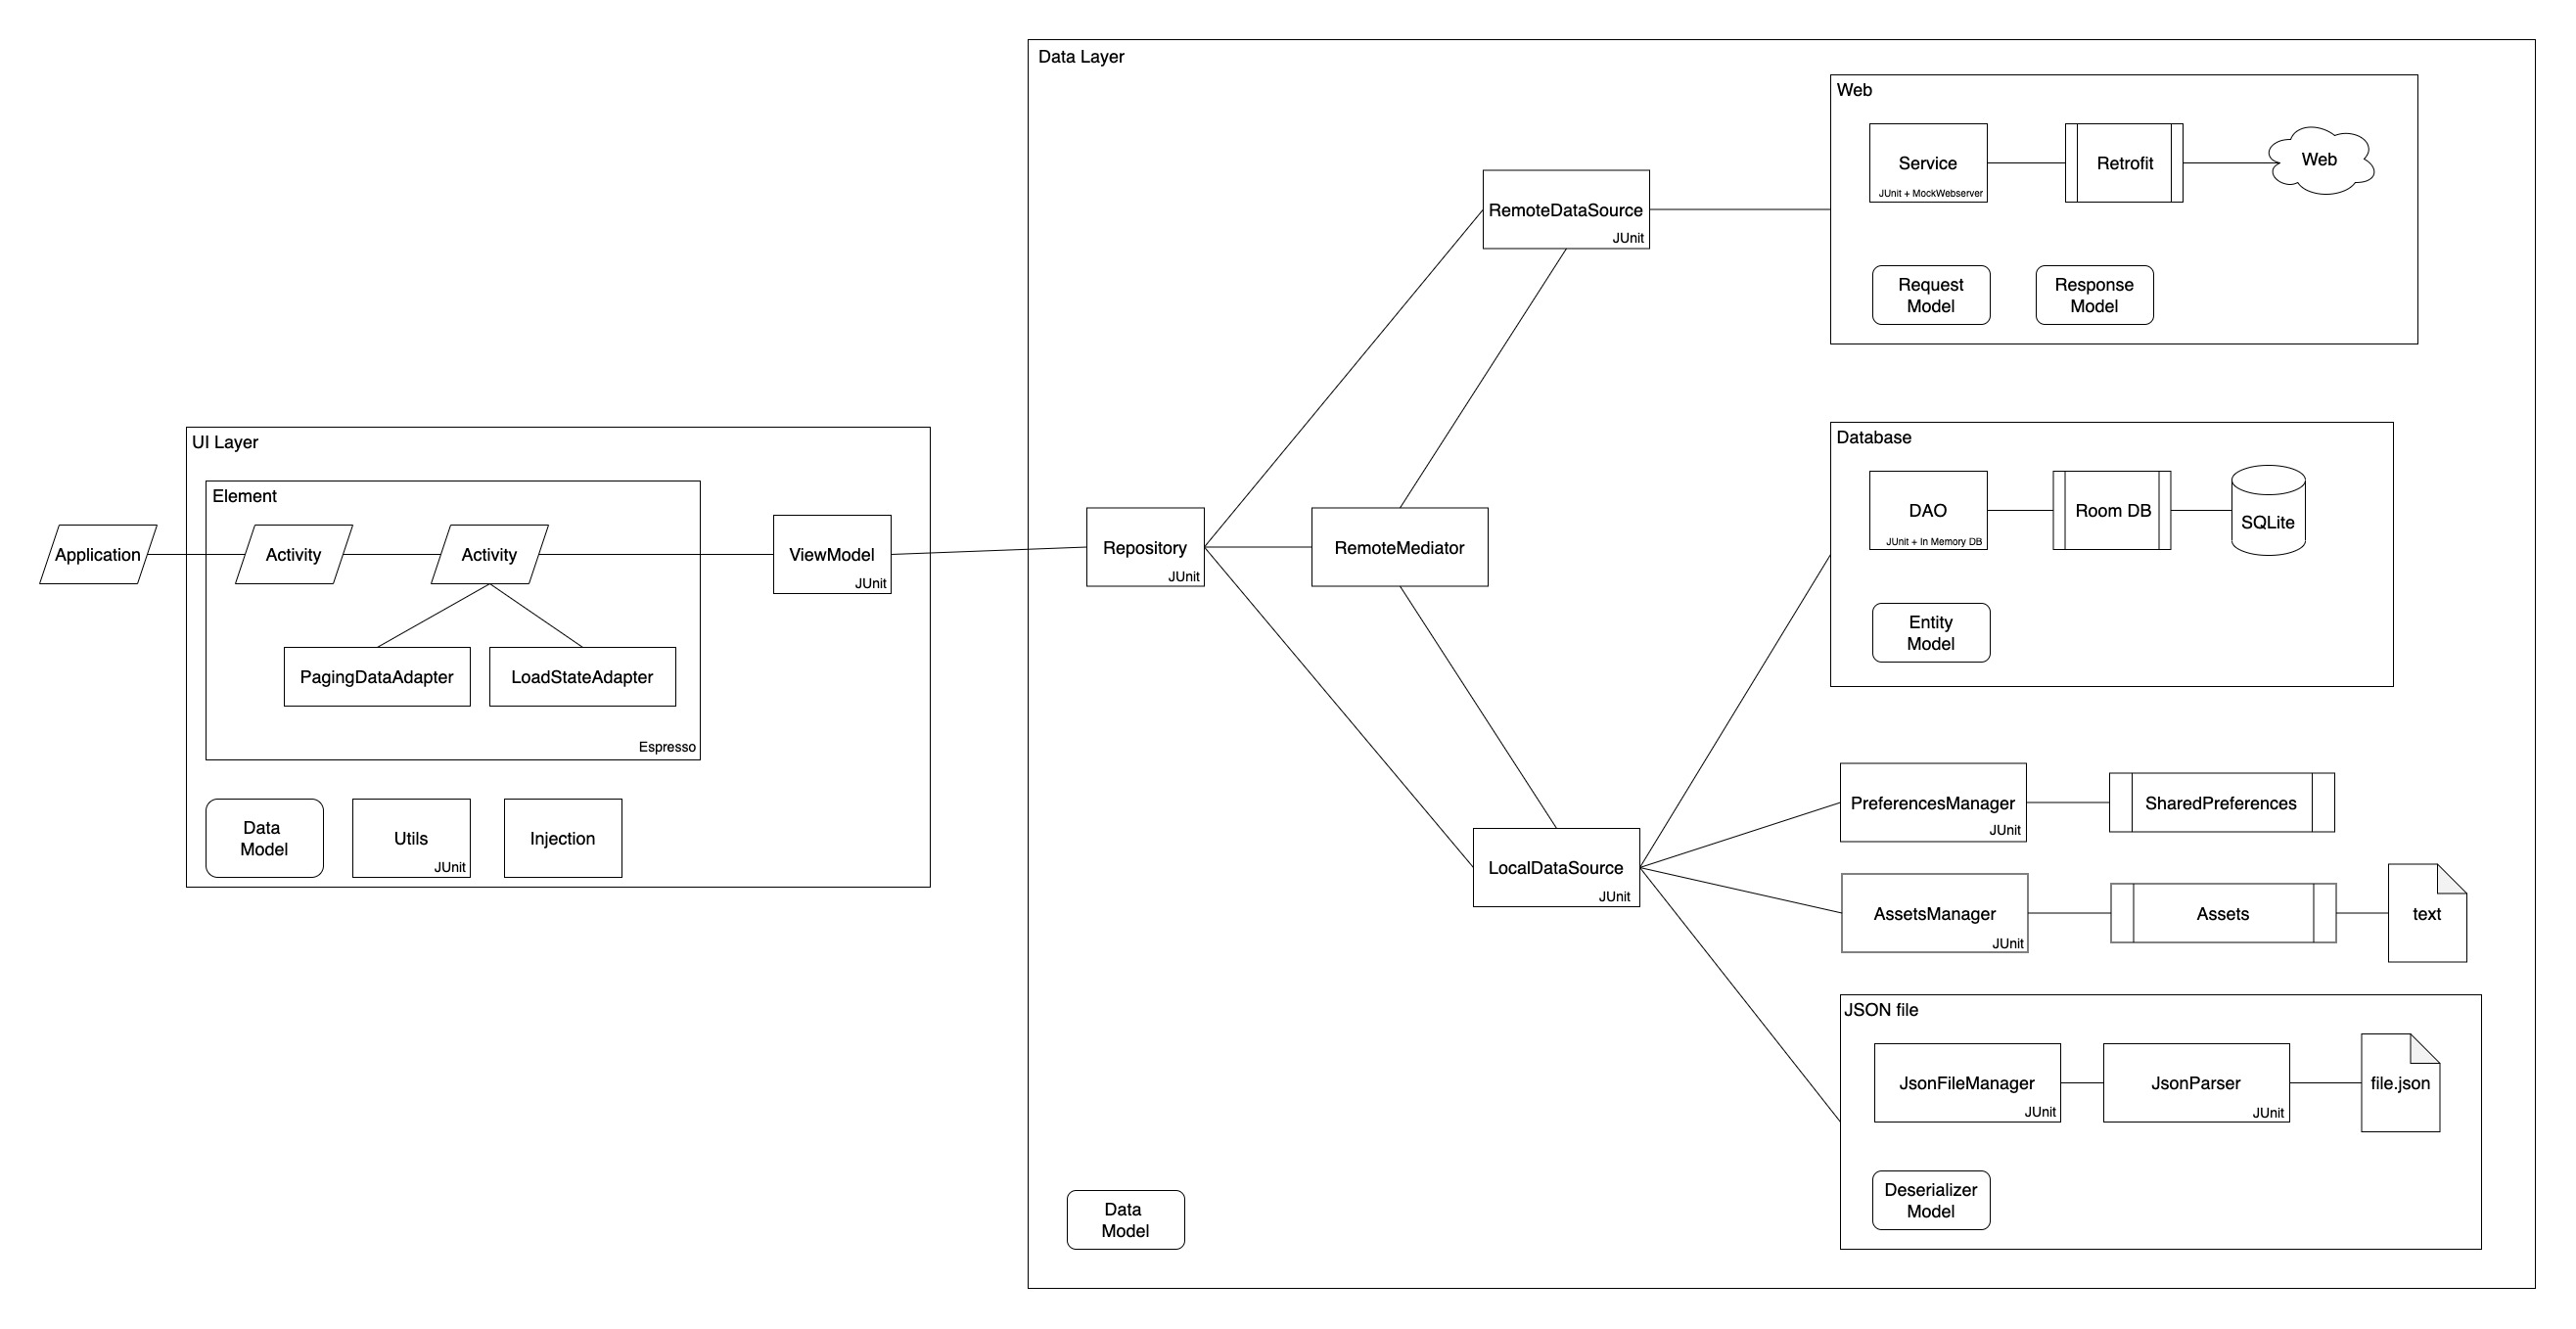 Data Layer
Web
Service
JUnit + MockWebserver
Retrofit
Web
RemoteDataSource
JUnit
Request
Model
Response
Model
UI Layer
Element
Application
Activity
Activity
ViewModel
JUnit
PagingDataAdapter
LoadStateAdapter
Espresso
Data
Model
Utils
JUnit
Injection
Repository
JUnit
RemoteMediator
Database
DAO
JUnit + In Memory DB
Room DB
SQLite
Entity
Model
LocalDataSource
JUnit
PreferencesManager
JUnit
SharedPreferences
AssetsManager
JUnit
Assets
text
JSON file
JsonFileManager
JUnit
JsonParser
JUnit
file.json
Deserializer
Model
Data
Model